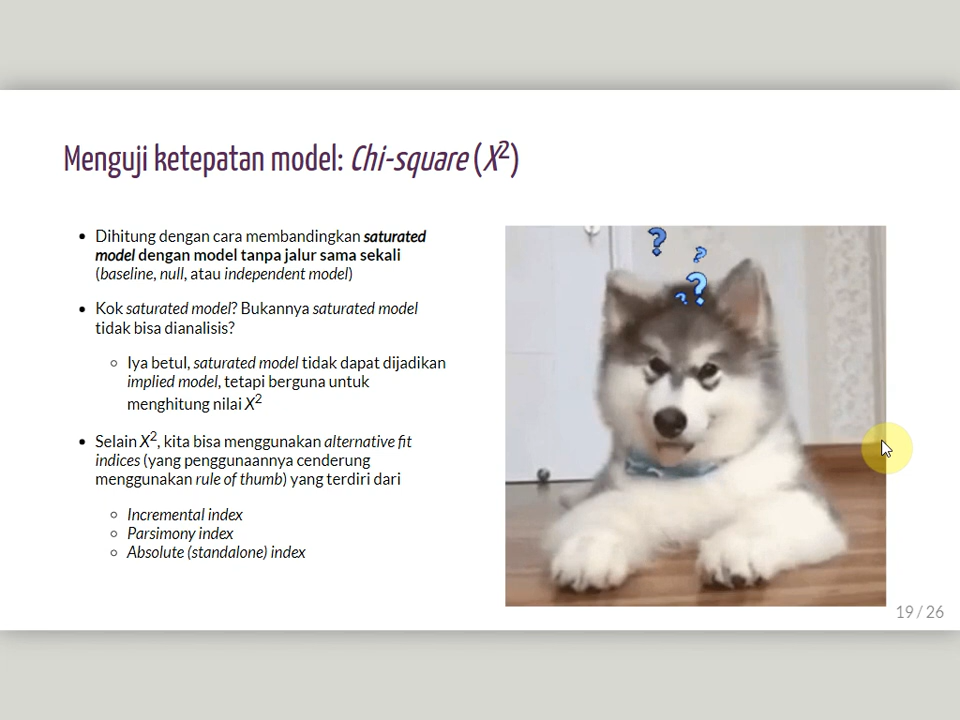 Menguji ketepatan model: Chi-square (X²)
Dihitung dengan cara membandingkan saturated
model dengan model tanpa jalur sama sekali
(baseline, null, atau independent model)
Kok saturated model? Bukannya saturated model
tidak bisa dianalisis?
Iya betul, saturated model tidak dapat dijadikan
implied model, tetapi berguna untuk
menghitung nilai X²
Selain X², kita bisa menggunakan alternative fit
indices (yang penggunaannya cenderung
menggunakan rule of thumb) yang terdiri dari
Incremental index
Parsimony index
Absolute (standalone) index
? ? ? ?
19 / 26